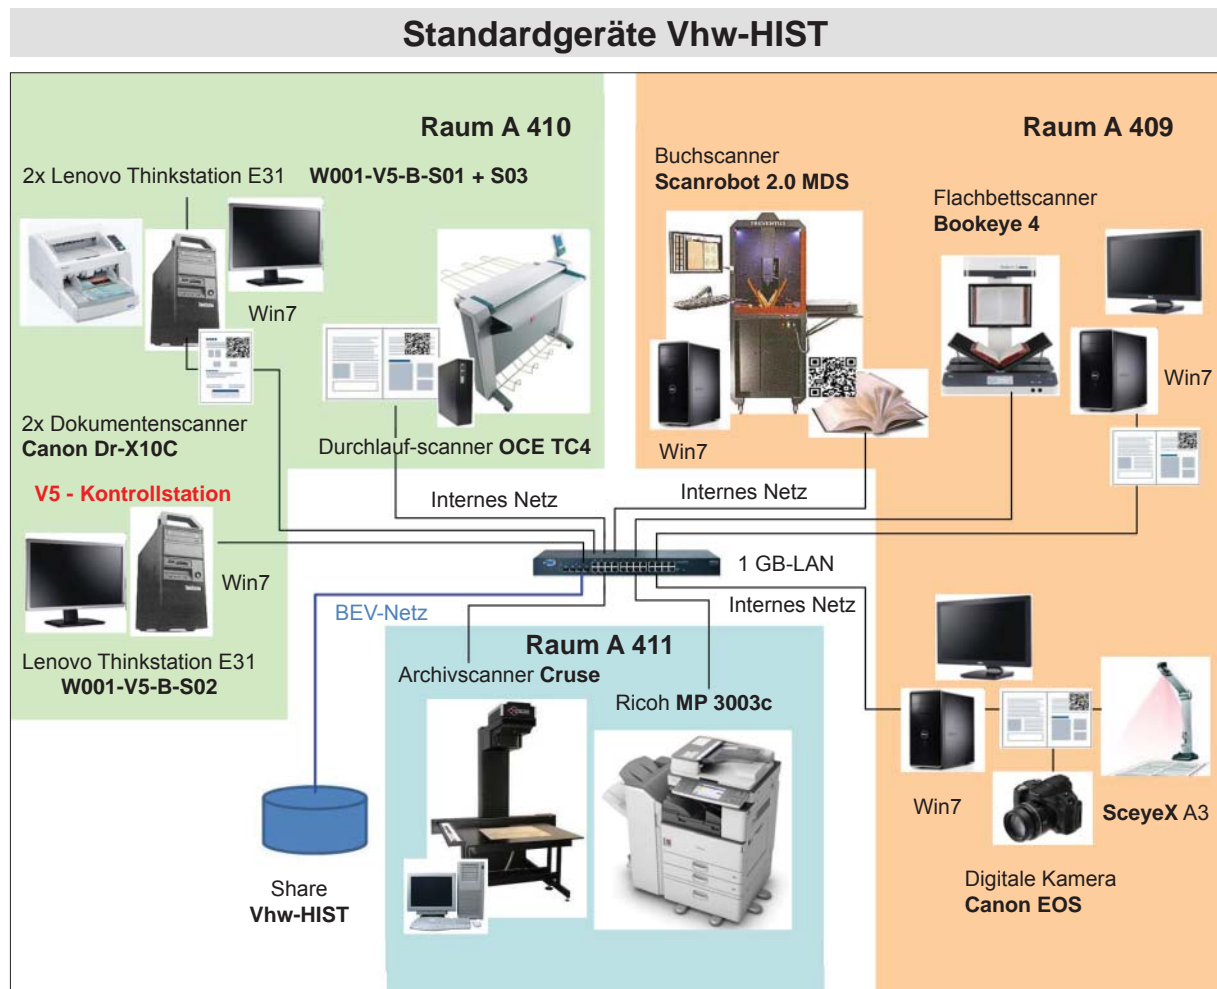 Standardgeräte Vhw-HIST
Raum A 410
2x Lenovo Thinkstation E31 W001-V5-B-S01 + S03
Win7
2x Dokumentenscanner
Canon Dr-X10C
Durchlauf-scanner OCE TC4
V5 - Kontrollstation
Win7
Lenovo Thinkstation E31
W001-V5-B-S02
Raum A 409
Buchscanner
Scanrobot 2.0 MDS
Flachbettscanner
Bookeye 4
Win7
Win7
Internes Netz
Internes Netz
1 GB-LAN
Internes Netz
BEV-Netz
Raum A 411
Archivscanner Cruse
Ricoh MP 3003c
Share
Vhw-HIST
Win7
SceyeX A3
Digitale Kamera
Canon EOS